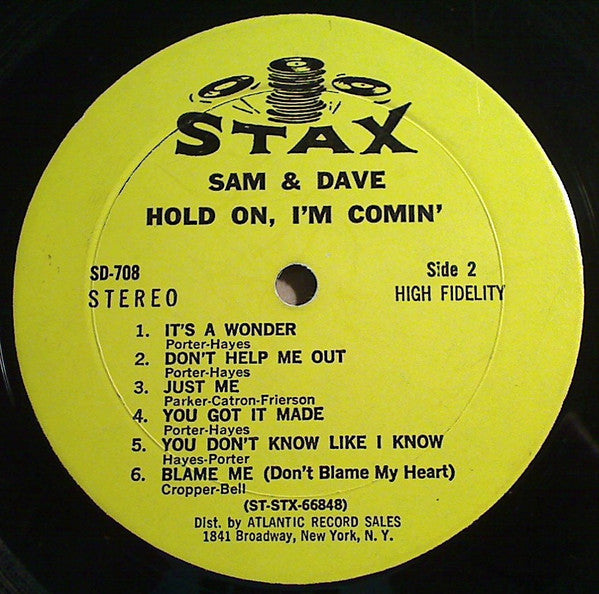 STAX
SAM & DAVE
HOLD ON, I'M COMIN'
SD-708
STEREO
Side 2
HIGH FIDELITY
1. IT'S A WONDER
Porter-Hayes
2. DON'T HELP ME OUT
Porter-Hayes
3. JUST ME
Parker-Catron-Frierson
4. YOU GOT IT MADE
Porter-Hayes
5. YOU DON'T KNOW LIKE I KNOW
Hayes-Porter
6. BLAME ME (Don't Blame My Heart)
Cropper-Bell
(ST-STX-66848)
Dist. by ATLANTIC RECORD SALES
1841 Broadway, New York, N. Y.